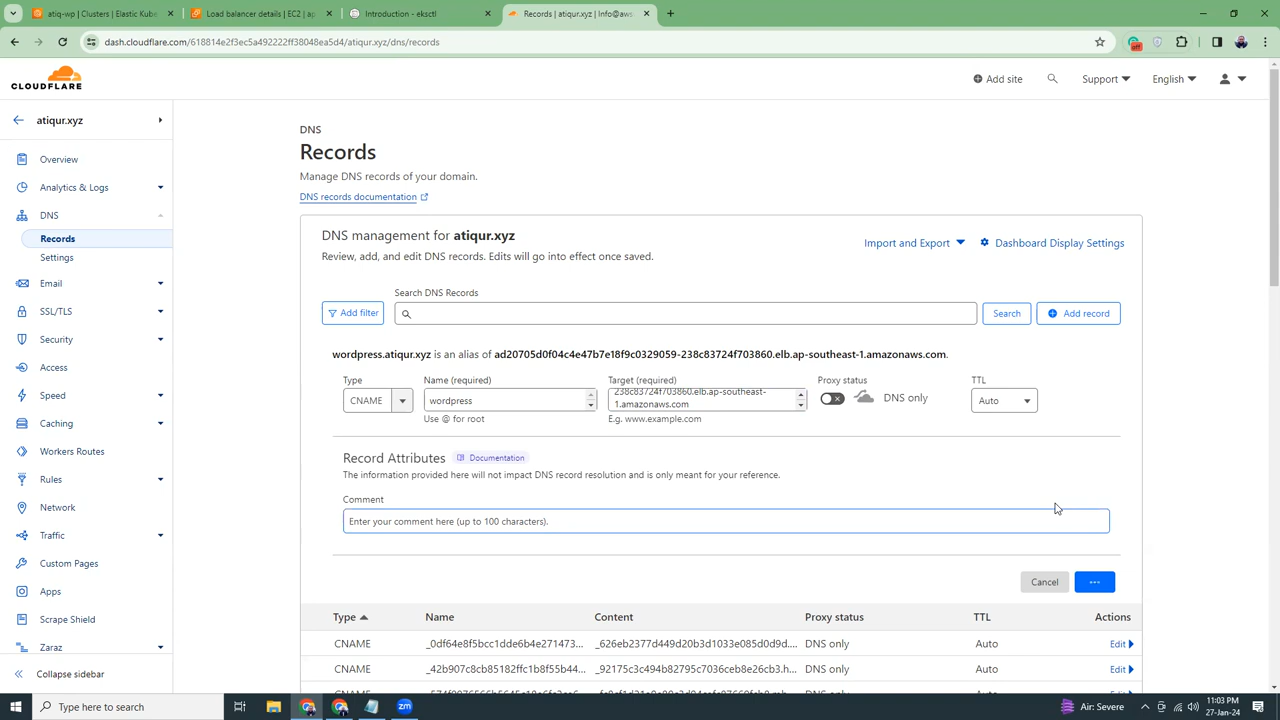 atiq-wp | Clusters | Elastic Kube
Load balancer details | EC2 | ap
Introduction - eksctl
Records | atiqur.xyz | Info@aws
dash.cloudflare.com/618814e2f3ec5a492222ff38048ea5d4/atiqur.xyz/dns/records
CLOUDFLARE
Add site
Support
English
atiqur.xyz
Overview
Analytics & Logs
DNS
Records
Settings
Email
SSL/TLS
Security
Access
Speed
Caching
Workers Routes
Rules
Network
Traffic
Custom Pages
Apps
Scrape Shield
Zaraz
Collapse sidebar
DNS
Records
Manage DNS records of your domain.
DNS records documentation
DNS management for atiqur.xyz
Review, add, and edit DNS records. Edits will go into effect once saved.
Import and Export
Dashboard Display Settings
Search DNS Records
Add filter
Search
Add record
wordpress.atiqur.xyz is an alias of ad20705d0f04c4e47b7e18f9c0329059-238c83724f703860.elb.ap-southeast-1.amazonaws.com.
Type
Name (required)
Target (required)
Proxy status
TTL
CNAME
wordpress
238c83724f703860.elb.ap-southeast-
1.amazonaws.com
DNS only
Auto
Use @ for root
E.g. www.example.com
Record Attributes
Documentation
The information provided here will not impact DNS record resolution and is only meant for your reference.
Comment
Enter your comment here (up to 100 characters).
Cancel
...
Type Name Content Proxy status TTL Actions
CNAME _0df64e8f5bcc1dde6b4e271473... _626eb2377d449d20b3d1033e085d0d9d... DNS only Auto Edit
CNAME _42b907c8cb85182ffc1b8f55b44... _92175c3c494b82795c7036ceb8e26cb3.h... DNS only Auto Edit
Type here to search
Air: Severe
11:03 PM
27-Jan-24